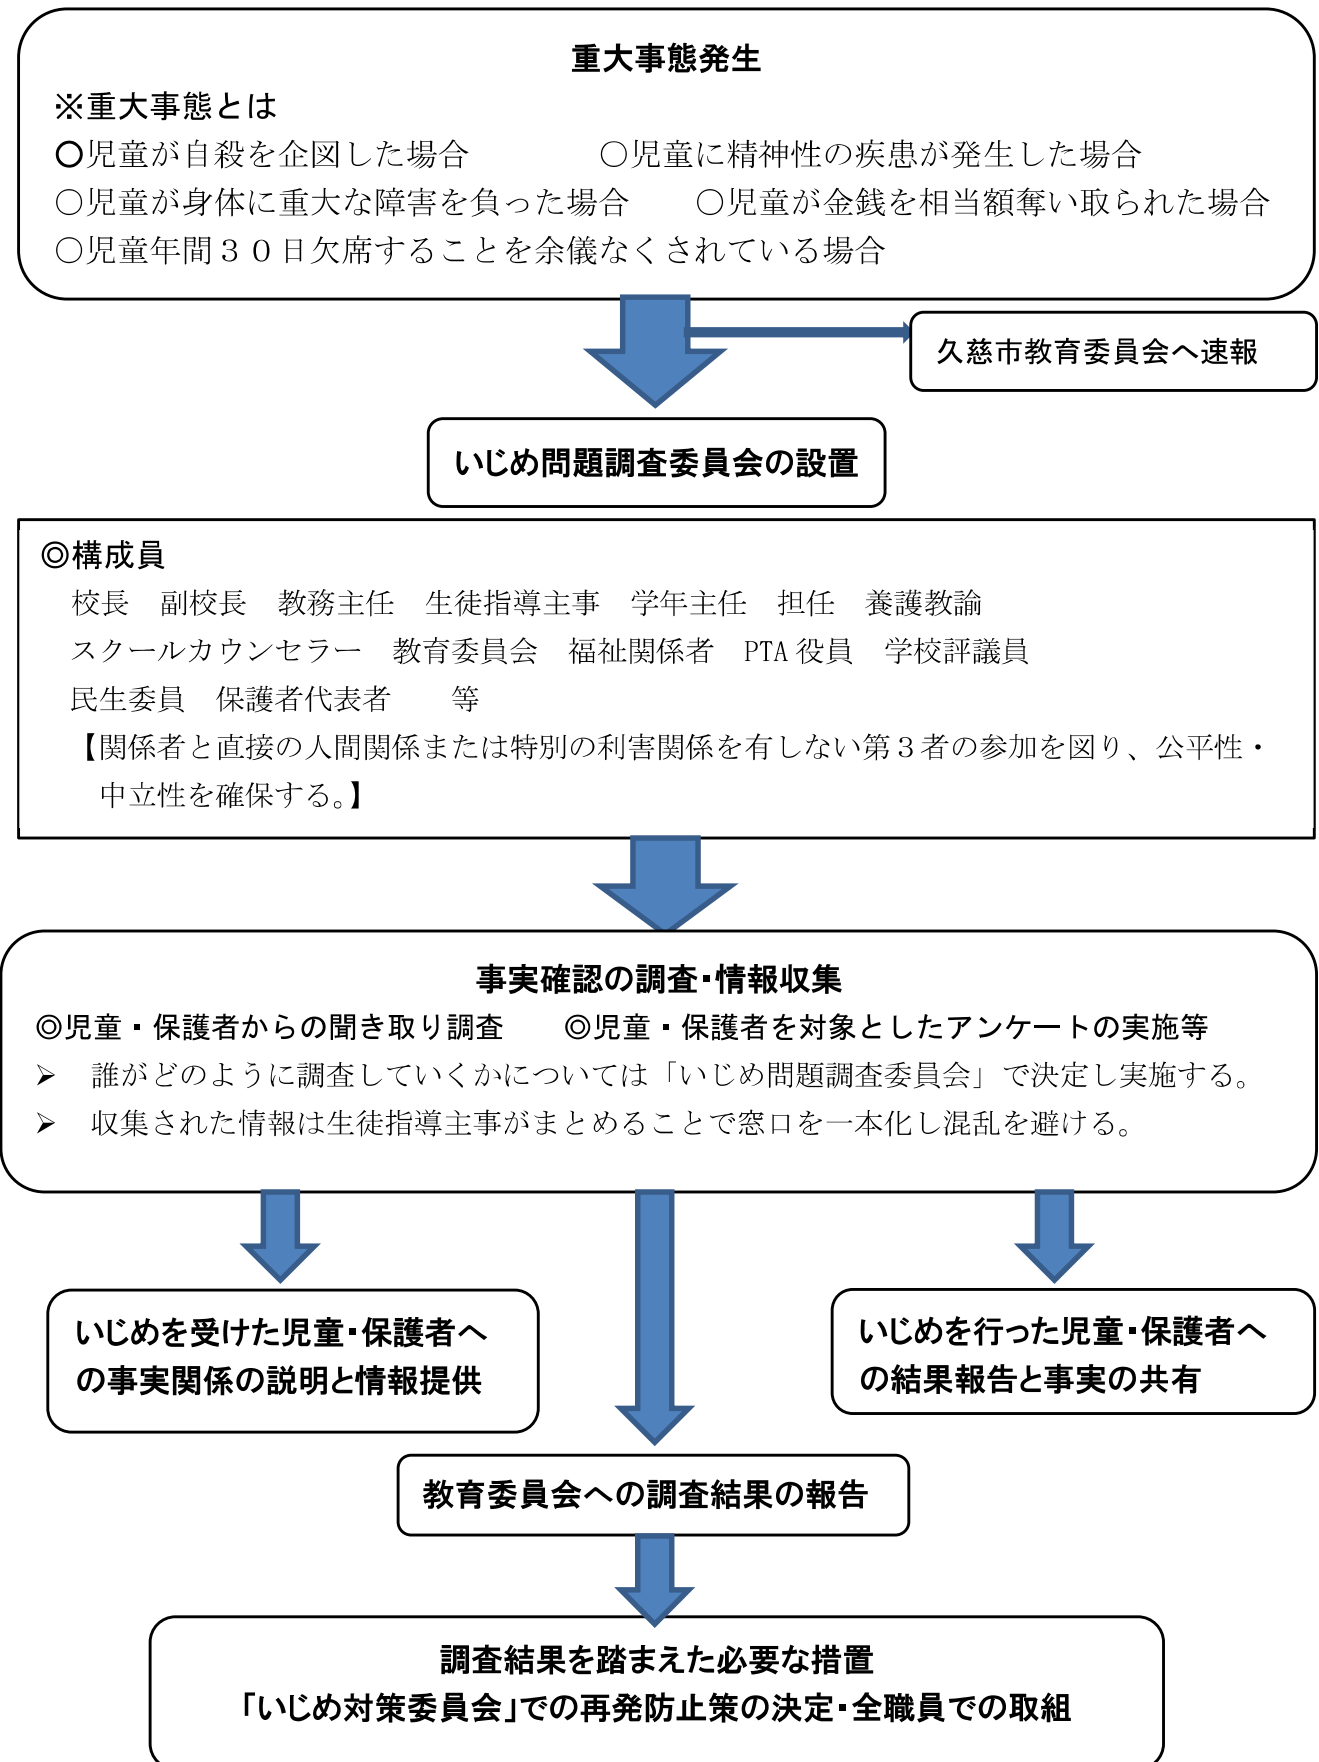 重大事態発生
※重大事態とは
○児童が自殺を企図した場合　　　　○児童に精神性の疾患が発生した場合
○児童が身体に重大な障害を負った場合　　○児童が金銭を相当額奪い取られた場合
○児童年間３０日欠席することを余儀なくされている場合
久慈市教育委員会へ速報
いじめ問題調査委員会の設置
◎構成員
校長　副校長　教務主任　生徒指導主事　学年主任　担任　養護教諭
スクールカウンセラー　教育委員会　福祉関係者　PTA 役員　学校評議員
民生委員　保護者代表者　　等
【関係者と直接の人間関係または特別の利害関係を有しない第３者の参加を図り、公平性・
中立性を確保する。】
事実確認の調査・情報収集
◎児童・保護者からの聞き取り調査　　◎児童・保護者を対象としたアンケートの実施等
➢　誰がどのように調査していくかについては「いじめ問題調査委員会」で決定し実施する。
➢　収集された情報は生徒指導主事がまとめることで窓口を一本化し混乱を避ける。
いじめを受けた児童・保護者へ
の事実関係の説明と情報提供
いじめを行った児童・保護者へ
の結果報告と事実の共有
教育委員会への調査結果の報告
調査結果を踏まえた必要な措置
「いじめ対策委員会」での再発防止策の決定・全職員での取組